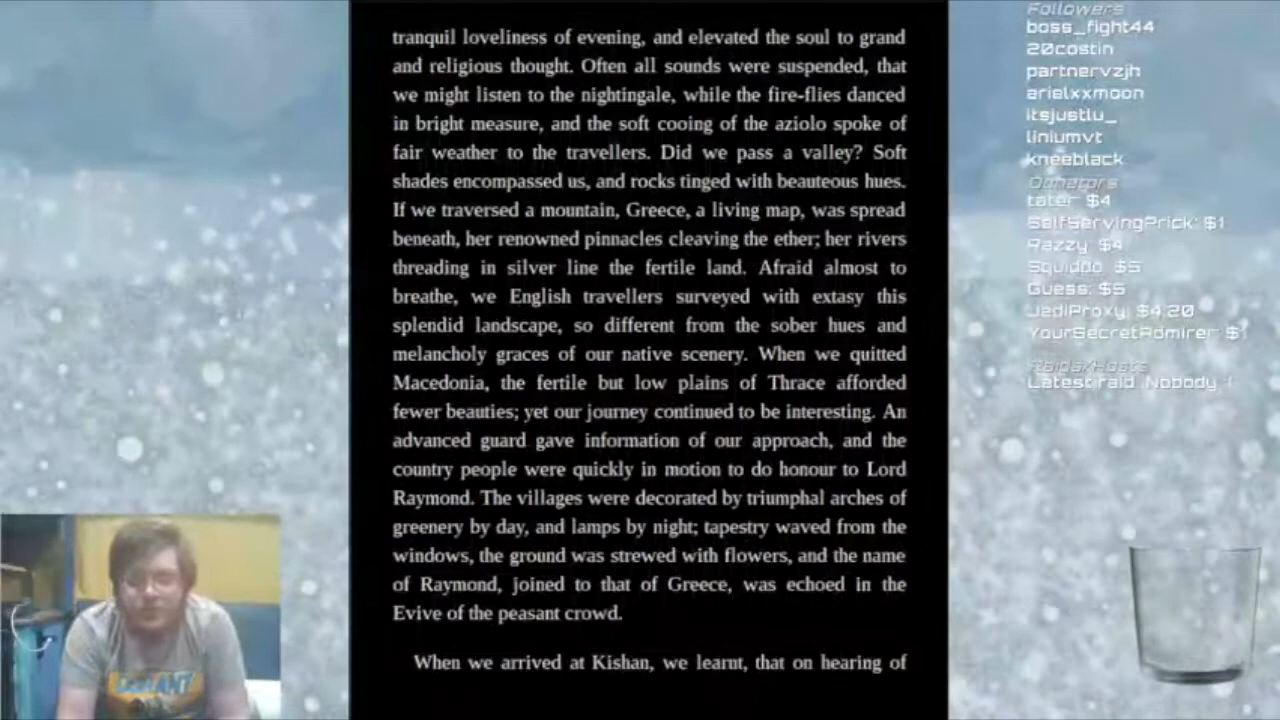 tranquil loveliness of evening, and elevated the soul to grand
and religious thought. Often all sounds were suspended, that
we might listen to the nightingale, while the fire-flies danced
in bright measure, and the soft cooing of the aziolo spoke of
fair weather to the travellers. Did we pass a valley? Soft
shades encompassed us, and rocks tinged with beauteous hues.
If we traversed a mountain, Greece, a living map, was spread
beneath, her renowned pinnacles cleaving the ether; her rivers
threading in silver line the fertile land. Afraid almost to
breathe, we English travellers surveyed with extasy this
splendid landscape, so different from the sober hues and
melancholy graces of our native scenery. When we quitted
Macedonia, the fertile but low plains of Thrace afforded
fewer beauties; yet our journey continued to be interesting. An
advanced guard gave information of our approach, and the
country people were quickly in motion to do honour to Lord
Raymond. The villages were decorated by triumphal arches of
greenery by day, and lamps by night; tapestry waved from the
windows, the ground was strewed with flowers, and the name
of Raymond, joined to that of Greece, was echoed in the
Evive of the peasant crowd.
When we arrived at Kishan, we learnt, that on hearing of
Followers
boss_fight44
20costin
partnervzjh
arielxxmoon
itsjustlu_
liniumvt
kneeblack
Donators
tater: $4
SelfServingPrick: $1
$4
Squidoo: $5
Guess: $5
JediProxy: $4.20
YourSecretAdmirer: $
Raids/Hosts
Latest raid: Nobody :(